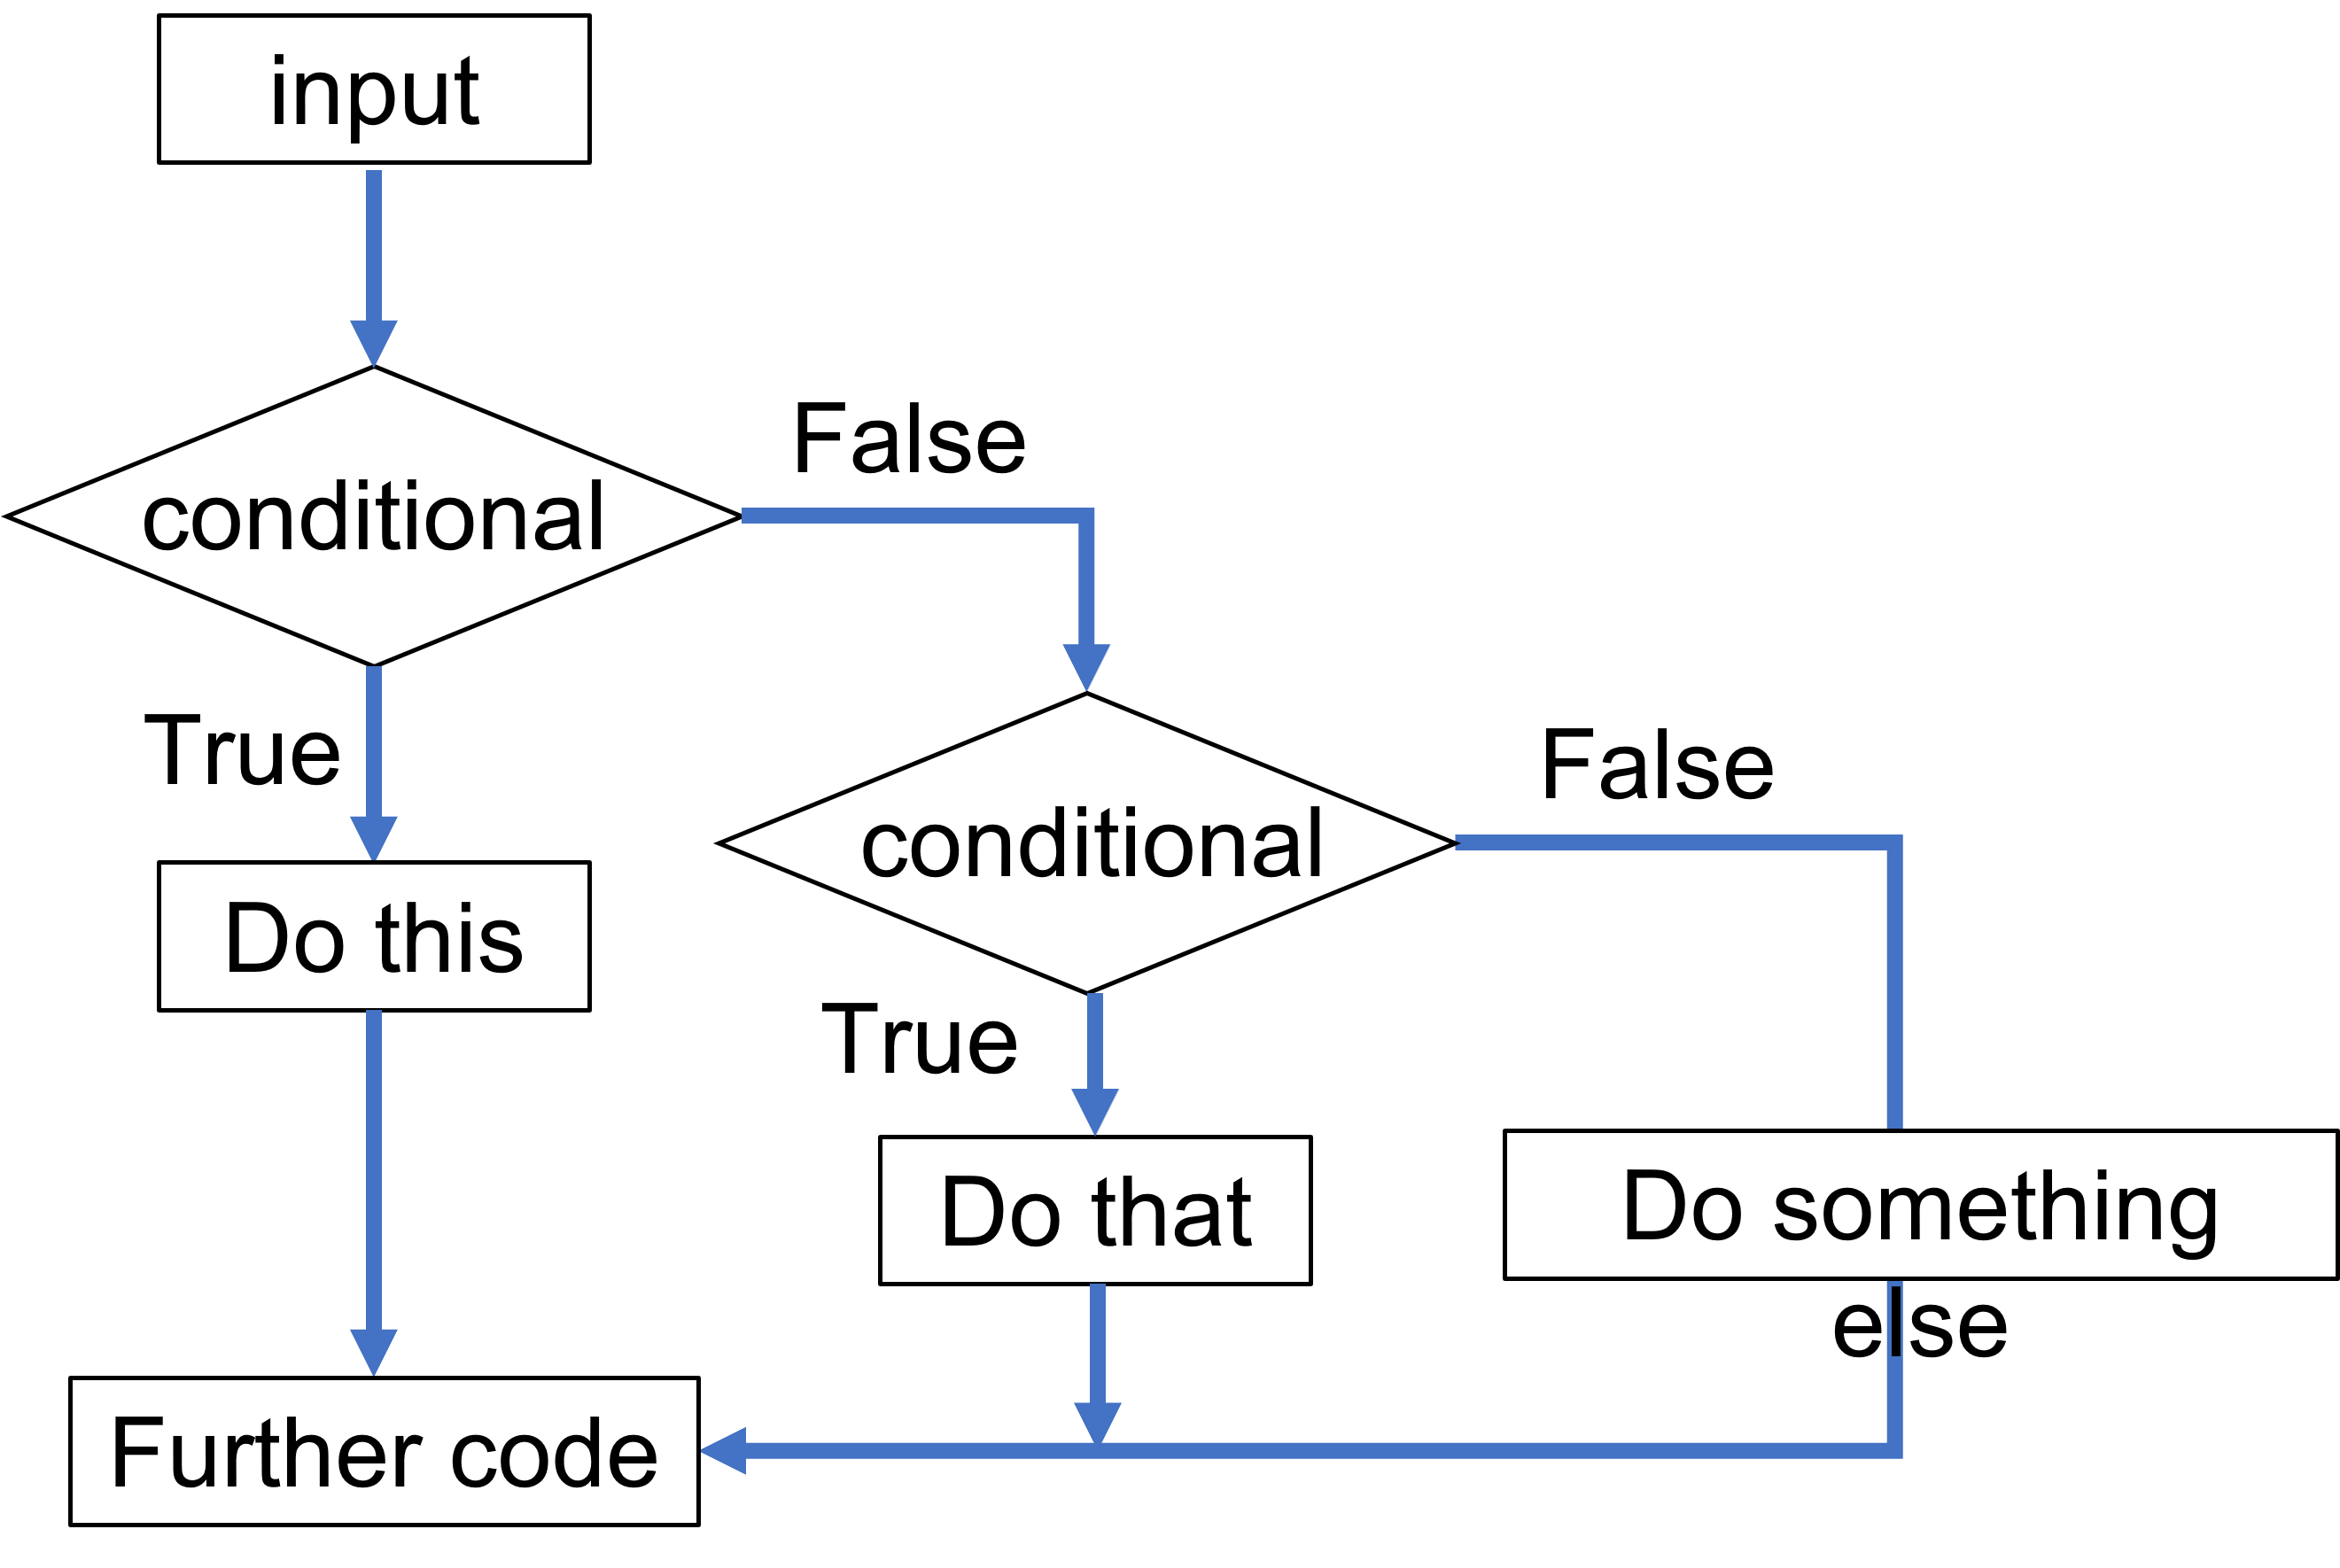 input
conditional
False
True
Do this
conditional
False
True
Do that
Do something
else
Further code